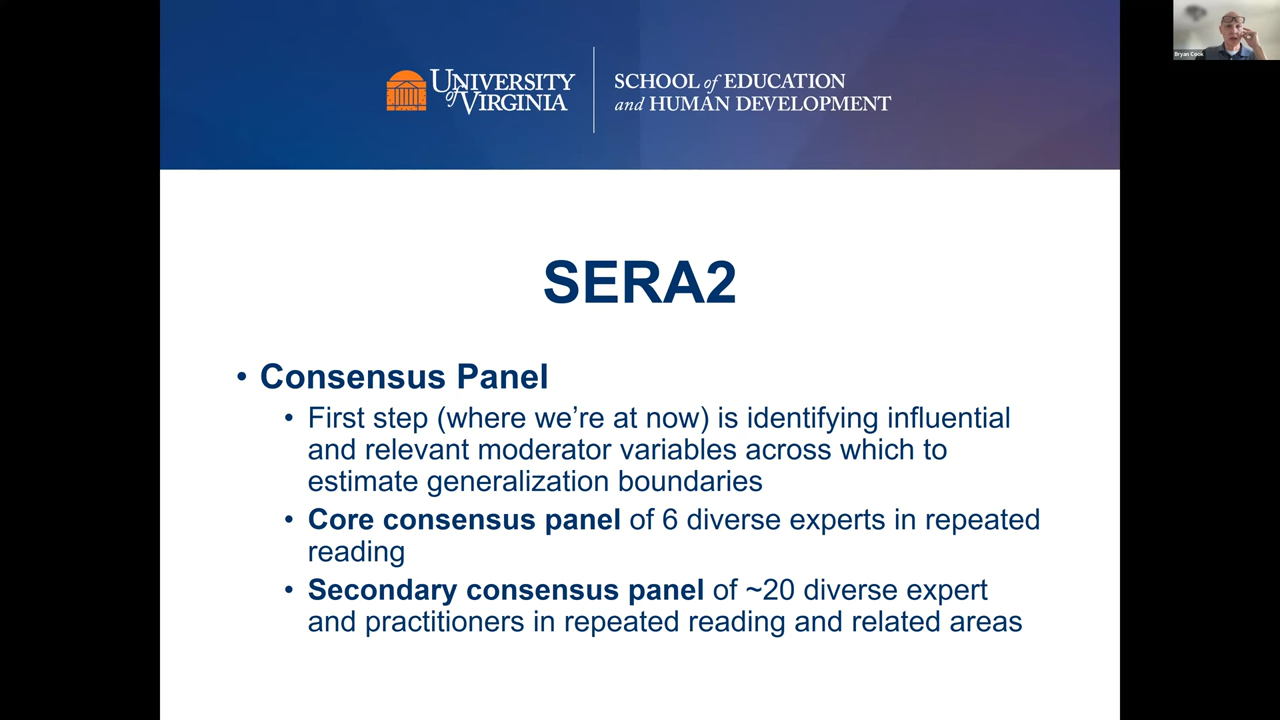 UNIVERSITY
of VIRGINIA
SCHOOL of EDUCATION
and HUMAN DEVELOPMENT
Bryan Cook
SERA2
• Consensus Panel
• First step (where we're at now) is identifying influential
and relevant moderator variables across which to
estimate generalization boundaries
• Core consensus panel of 6 diverse experts in repeated
reading
• Secondary consensus panel of ~20 diverse expert
and practitioners in repeated reading and related areas